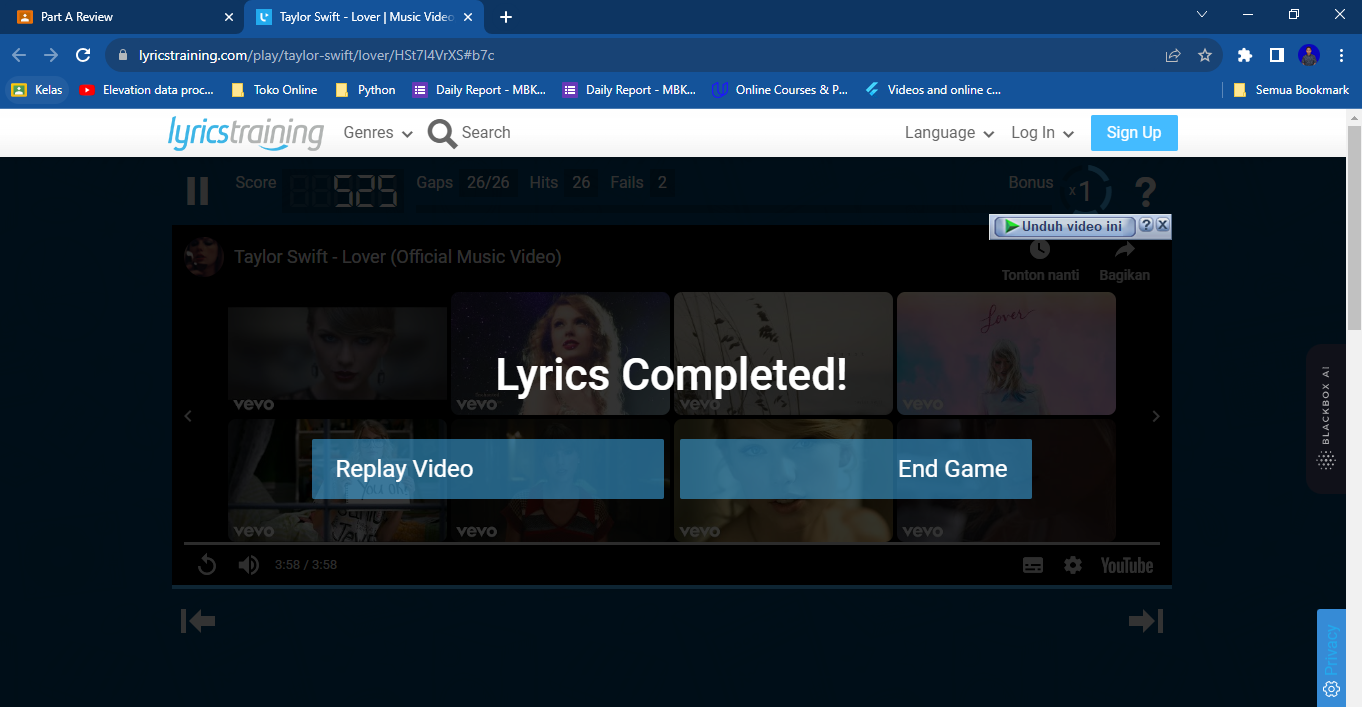 Part A Review
Taylor Swift - Lover | Music Video
lyricstraining.com/play/taylor-swift/lover/HSt7I4VrXS#b7c
Kelas Elevation data proc... Toko Online Python Daily Report - MBK... Daily Report - MBK... Online Courses & P... Videos and online c... Semua Bookmark
lyricstraining Genres Search Language Log In Sign Up
Score 525 Gaps 26/26 Hits 26 Fails 2 Bonus x1 ?
Unduh video ini ? X
Taylor Swift - Lover (Official Music Video)
Tonton nanti Bagikan
Lover
Lyrics Completed!
vevo vevo vevo vevo
BLACKBOX AI
Replay Video End Game
vevo vevo vevo vevo
3:58 / 3:58 YouTube
Privacy